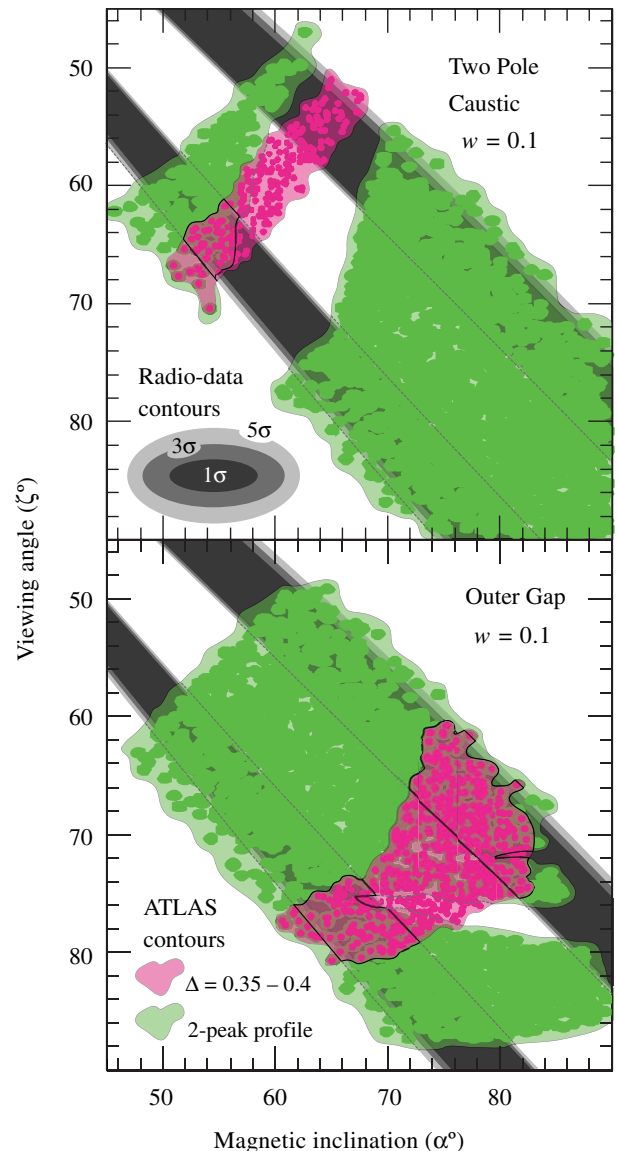 50
60
70
80
Two Pole
Caustic
w = 0.1
Radio-data
contours
5σ
3σ
1σ
Viewing angle (ζº)
50
60
70
80
Outer Gap
w = 0.1
ATLAS
contours
Δ = 0.35 – 0.4
2-peak profile
50
60
70
80
Magnetic inclination (αº)